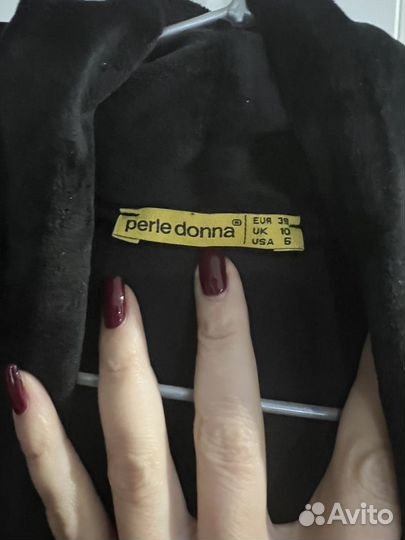 perle donna®
EUR 38
UK 10
USA 6
Avito